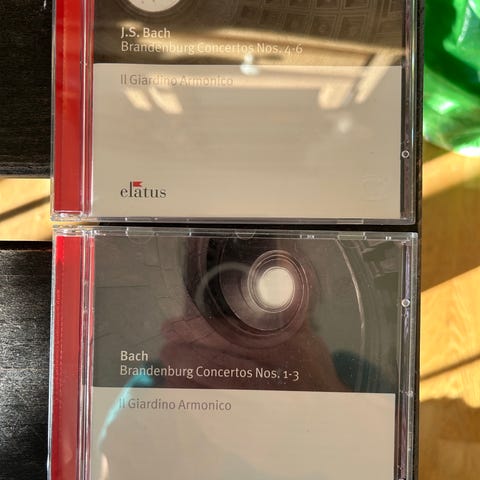 J.S. Bach
Brandenburg Concertos Nos. 4-6
Il Giardino Armonico
elatus
Bach
Brandenburg Concertos Nos. 1-3
Il Giardino Armonico